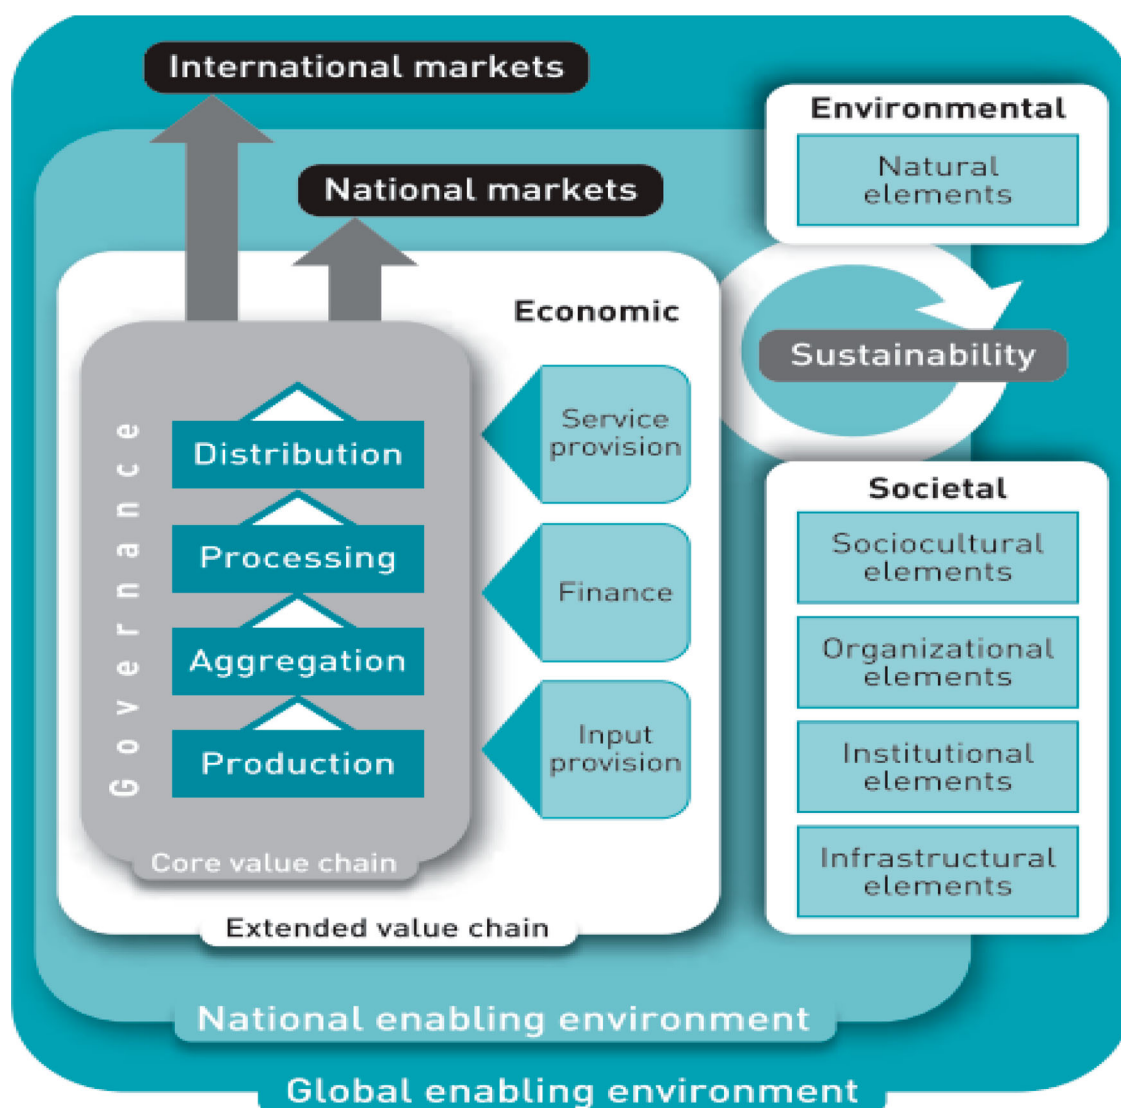 International markets
National markets
Environmental
Natural
elements
Economic
Sustainability
Service
provision
Finance
Input
provision
Governance
Distribution
Processing
Aggregation
Production
Core value chain
Extended value chain
Societal
Sociocultural
elements
Organizational
elements
Institutional
elements
Infrastructural
elements
National enabling environment
Global enabling environment